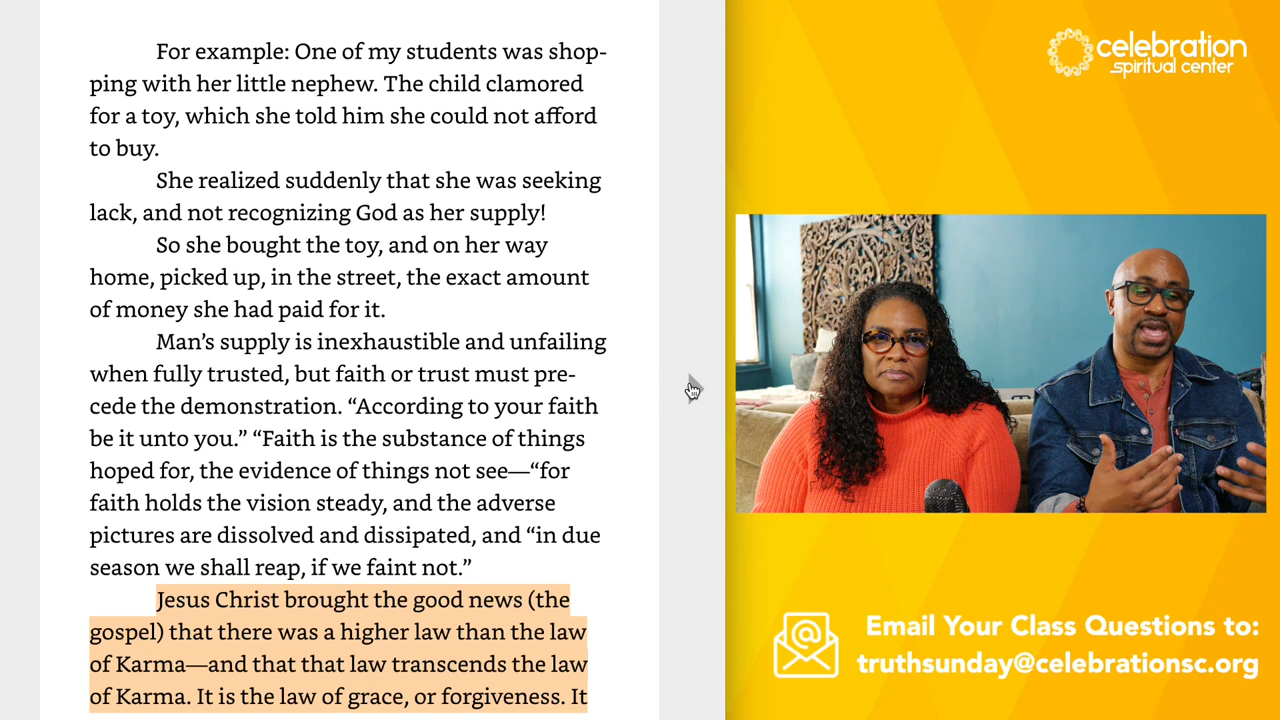 For example: One of my students was shop-
ping with her little nephew. The child clamored
for a toy, which she told him she could not afford
to buy.
She realized suddenly that she was seeking
lack, and not recognizing God as her supply!
So she bought the toy, and on her way
home, picked up, in the street, the exact amount
of money she had paid for it.
Man’s supply is inexhaustible and unfailing
when fully trusted, but faith or trust must pre-
cede the demonstration. “According to your faith
be it unto you.” “Faith is the substance of things
hoped for, the evidence of things not see—“for
faith holds the vision steady, and the adverse
pictures are dissolved and dissipated, and “in due
season we shall reap, if we faint not.”
Jesus Christ brought the good news (the
gospel) that there was a higher law than the law
of Karma—and that that law transcends the law
of Karma. It is the law of grace, or forgiveness. It
celebration
spiritual center
Email Your Class Questions to:
truthsunday@celebrationsc.org